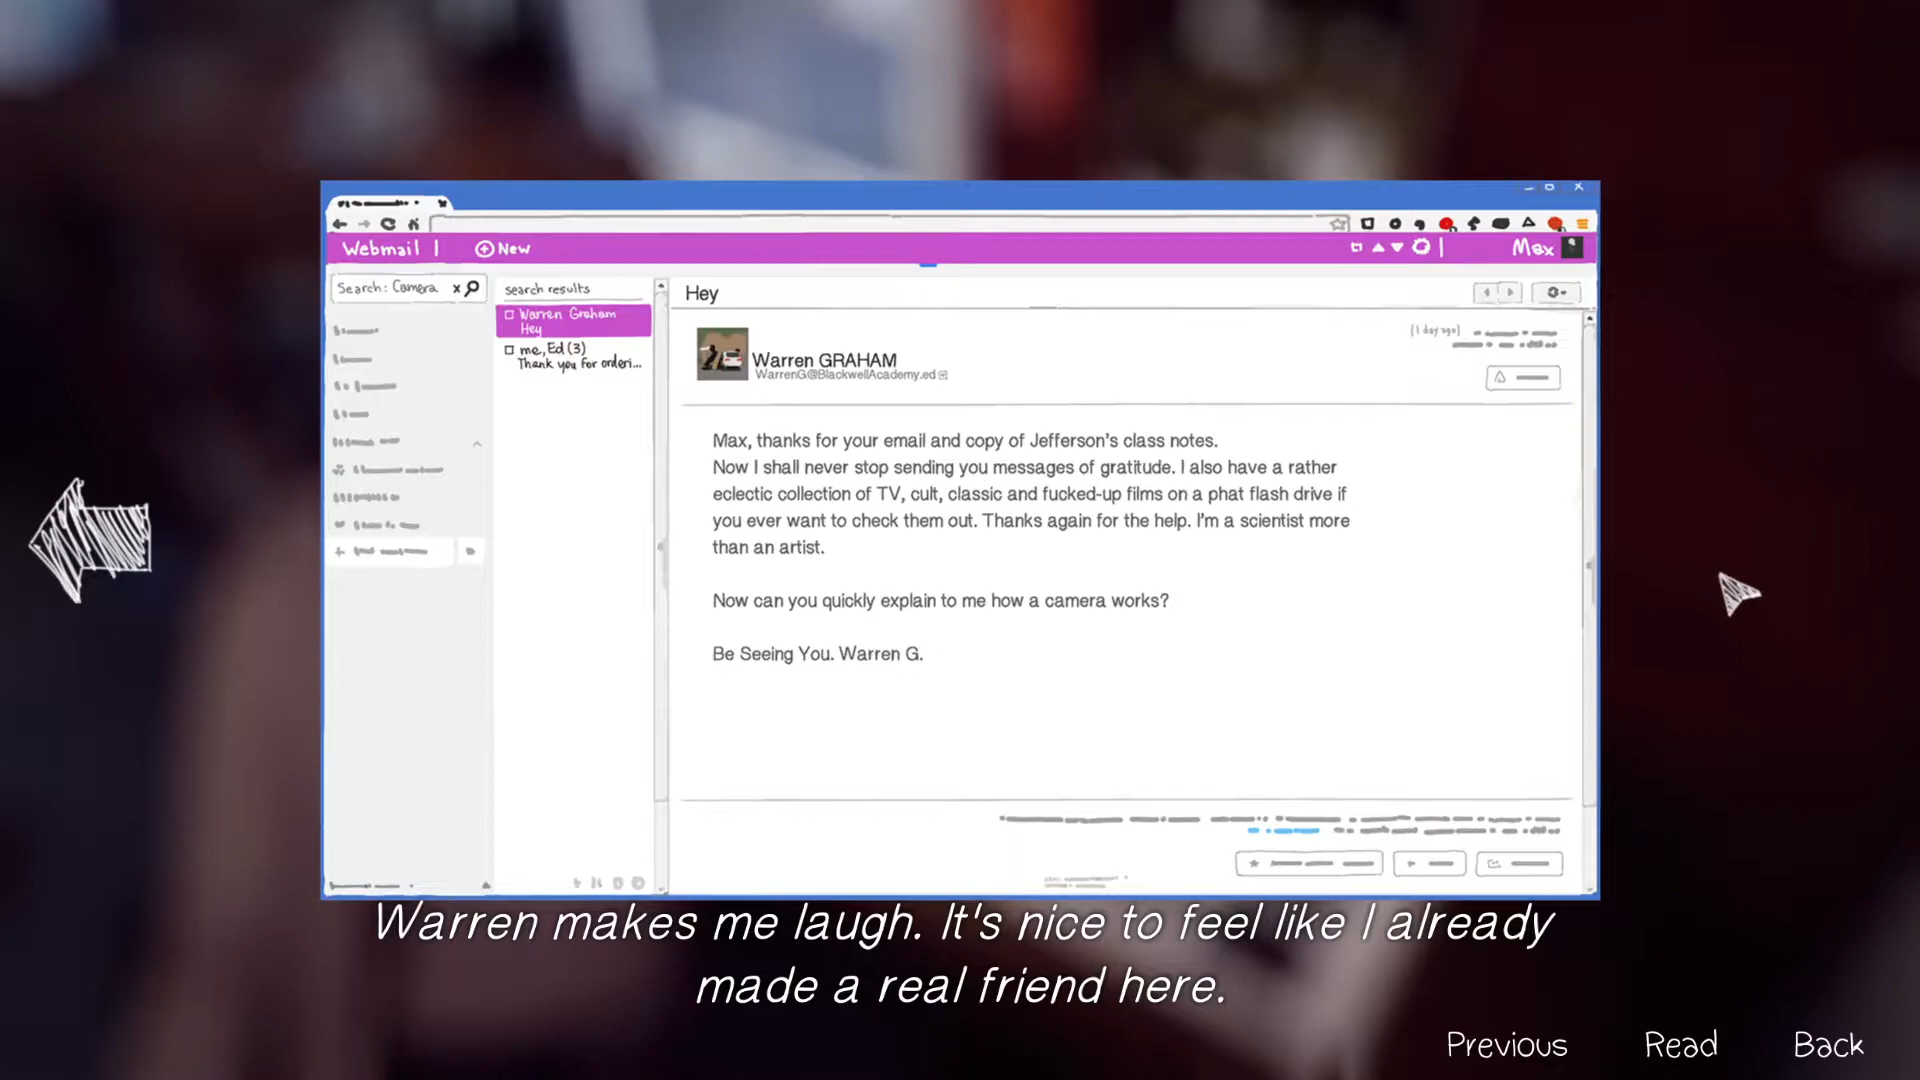 Webmail |
New
Max
Search: Camera x
search results
Warren Graham
Hey
me, Ed (3)
Thank you for orderi...
Hey
(1 day ago)
Warren GRAHAM
WarrenG@BlackwellAcademy.ed
Max, thanks for your email and copy of Jefferson's class notes.
Now I shall never stop sending you messages of gratitude. I also have a rather
eclectic collection of TV, cult, classic and fucked-up films on a phat flash drive if
you ever want to check them out. Thanks again for the help. I'm a scientist more
than an artist.
Now can you quickly explain to me how a camera works?
Be Seeing You. Warren G.
Warren makes me laugh. It's nice to feel like I already
made a real friend here.
Previous
Read
Back